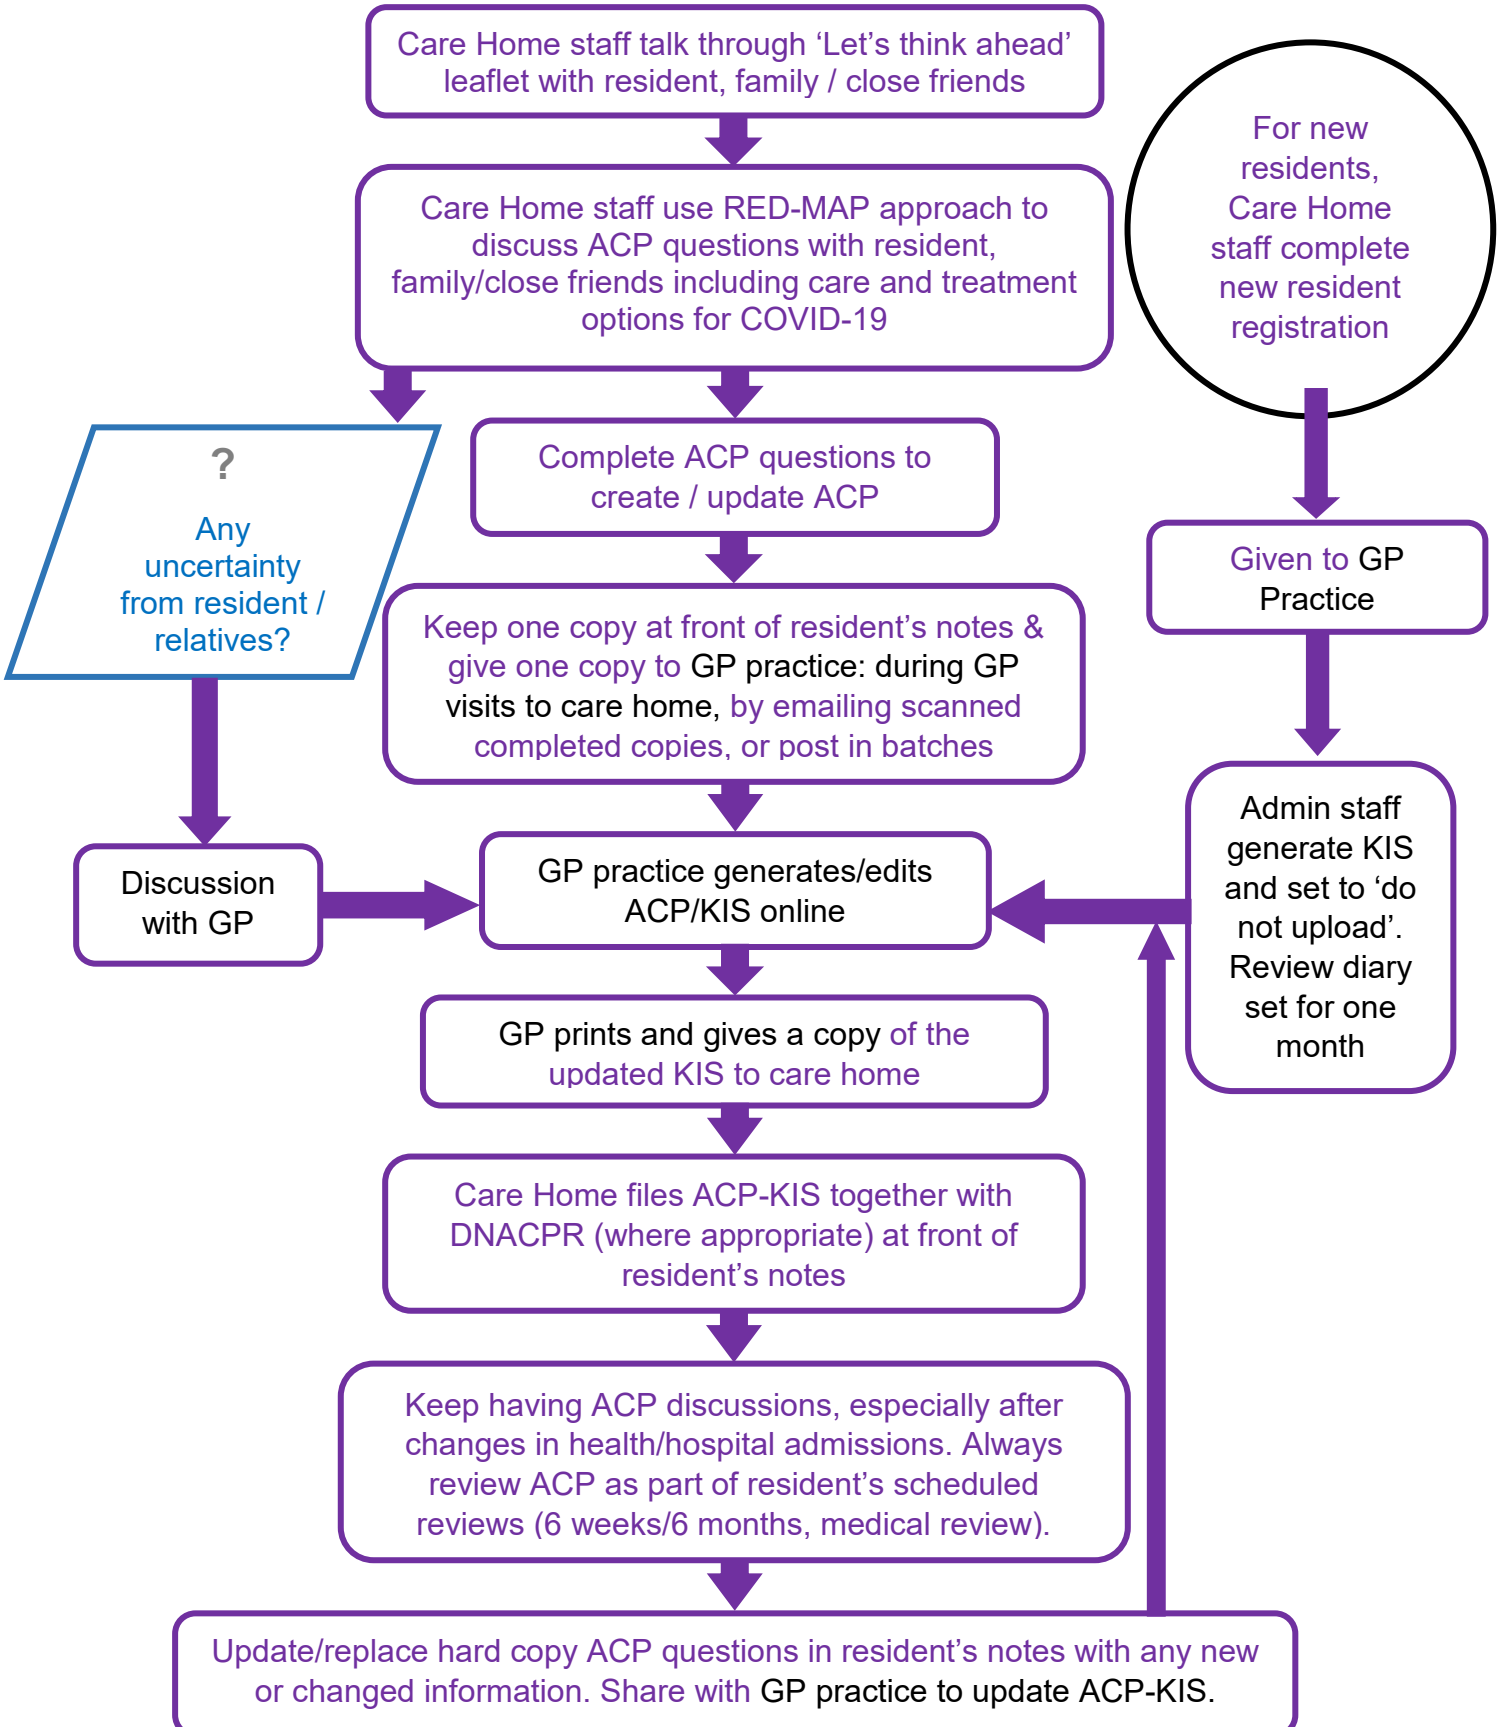 Care Home staff talk through ‘Let’s think ahead’
leaflet with resident, family / close friends
For new
residents,
Care Home
staff complete
new resident
registration
Care Home staff use RED-MAP approach to
discuss ACP questions with resident,
family/close friends including care and treatment
options for COVID-19
?
Any
uncertainty
from resident /
relatives?
Complete ACP questions to
create / update ACP
Given to GP
Practice
Keep one copy at front of resident’s notes &
give one copy to GP practice: during GP
visits to care home, by emailing scanned
completed copies, or post in batches
Discussion
with GP
GP practice generates/edits
ACP/KIS online
Admin staff
generate KIS
and set to ‘do
not upload’.
Review diary
set for one
month
GP prints and gives a copy of the
updated KIS to care home
Care Home files ACP-KIS together with
DNACPR (where appropriate) at front of
resident’s notes
Keep having ACP discussions, especially after
changes in health/hospital admissions. Always
review ACP as part of resident’s scheduled
reviews (6 weeks/6 months, medical review).
Update/replace hard copy ACP questions in resident’s notes with any new
or changed information. Share with GP practice to update ACP-KIS.